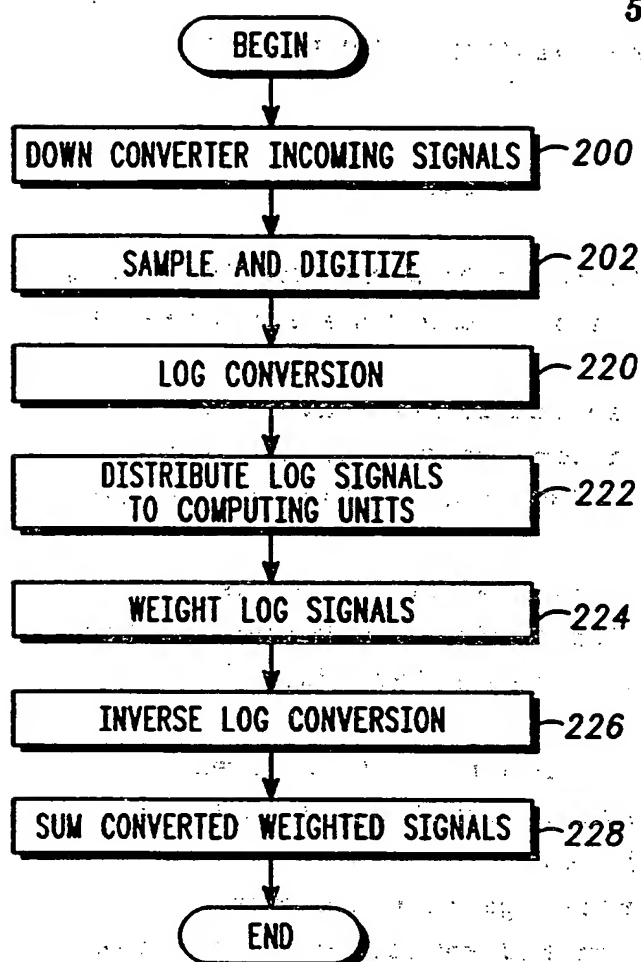 5
BEGIN
DOWN CONVERTER INCOMING SIGNALS 200
SAMPLE AND DIGITIZE 202
LOG CONVERSION 220
DISTRIBUTE LOG SIGNALS
TO COMPUTING UNITS 222
WEIGHT LOG SIGNALS 224
INVERSE LOG CONVERSION 226
SUM CONVERTED WEIGHTED SIGNALS 228
END